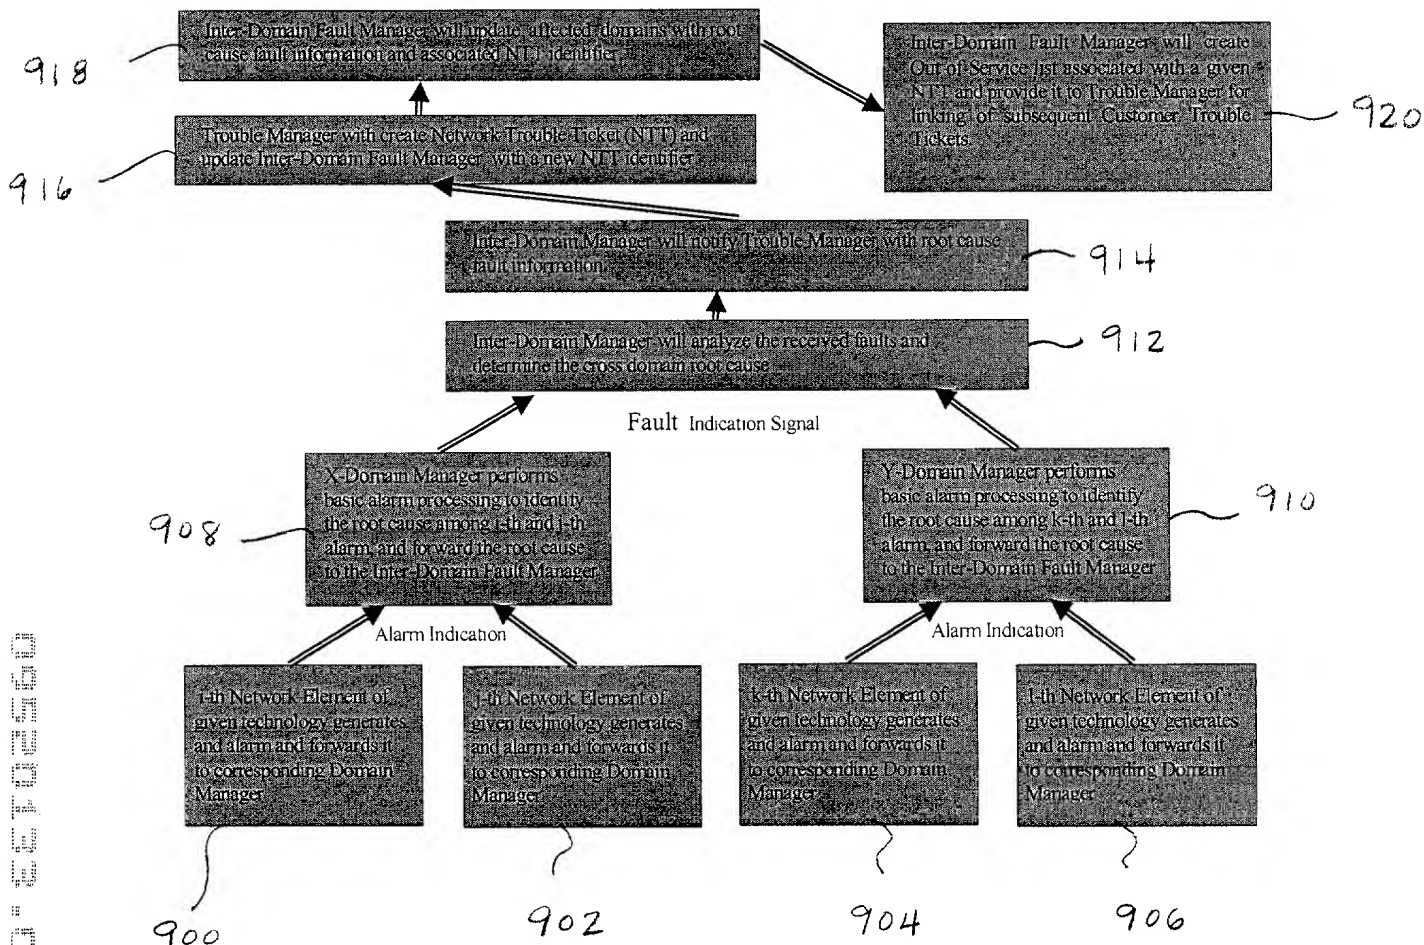 Inter-Domain Fault Manager will update affected domains with root
cause fault information and associated NTT identifier
918
Inter-Domain Fault Manager will create
Out of Service list associated with a given
NTT and provide it to Trouble Manager for
linking of subsequent Customer Trouble
Tickets.
920
Trouble Manager with create Network Trouble Ticket (NTT) and
update Inter-Domain Fault Manager with a new NTT identifier
916
Inter-Domain Manager will notify Trouble Manager with root cause
fault information.
914
Inter-Domain Manager will analyze the received faults and
determine the cross domain root cause
912
Fault Indication Signal
X-Domain Manager performs
basic alarm processing to identify
the root cause among i-th and j-th
alarm, and forward the root cause
to the Inter-Domain Fault Manager
908
Y-Domain Manager performs
basic alarm processing to identify
the root cause among k-th and l-th
alarm, and forward the root cause
to the Inter-Domain Fault Manager
910
Alarm Indication
Alarm Indication
i-th Network Element of
given technology generates
and alarm and forwards it
to corresponding Domain
Manager
900
j-th Network Element of
given technology generates
and alarm and forwards it
to corresponding Domain
Manager
902
k-th Network Element of
given technology generates
and alarm and forwards it
to corresponding Domain
Manager
904
l-th Network Element of
given technology generates
and alarm and forwards it
to corresponding Domain
Manager
906